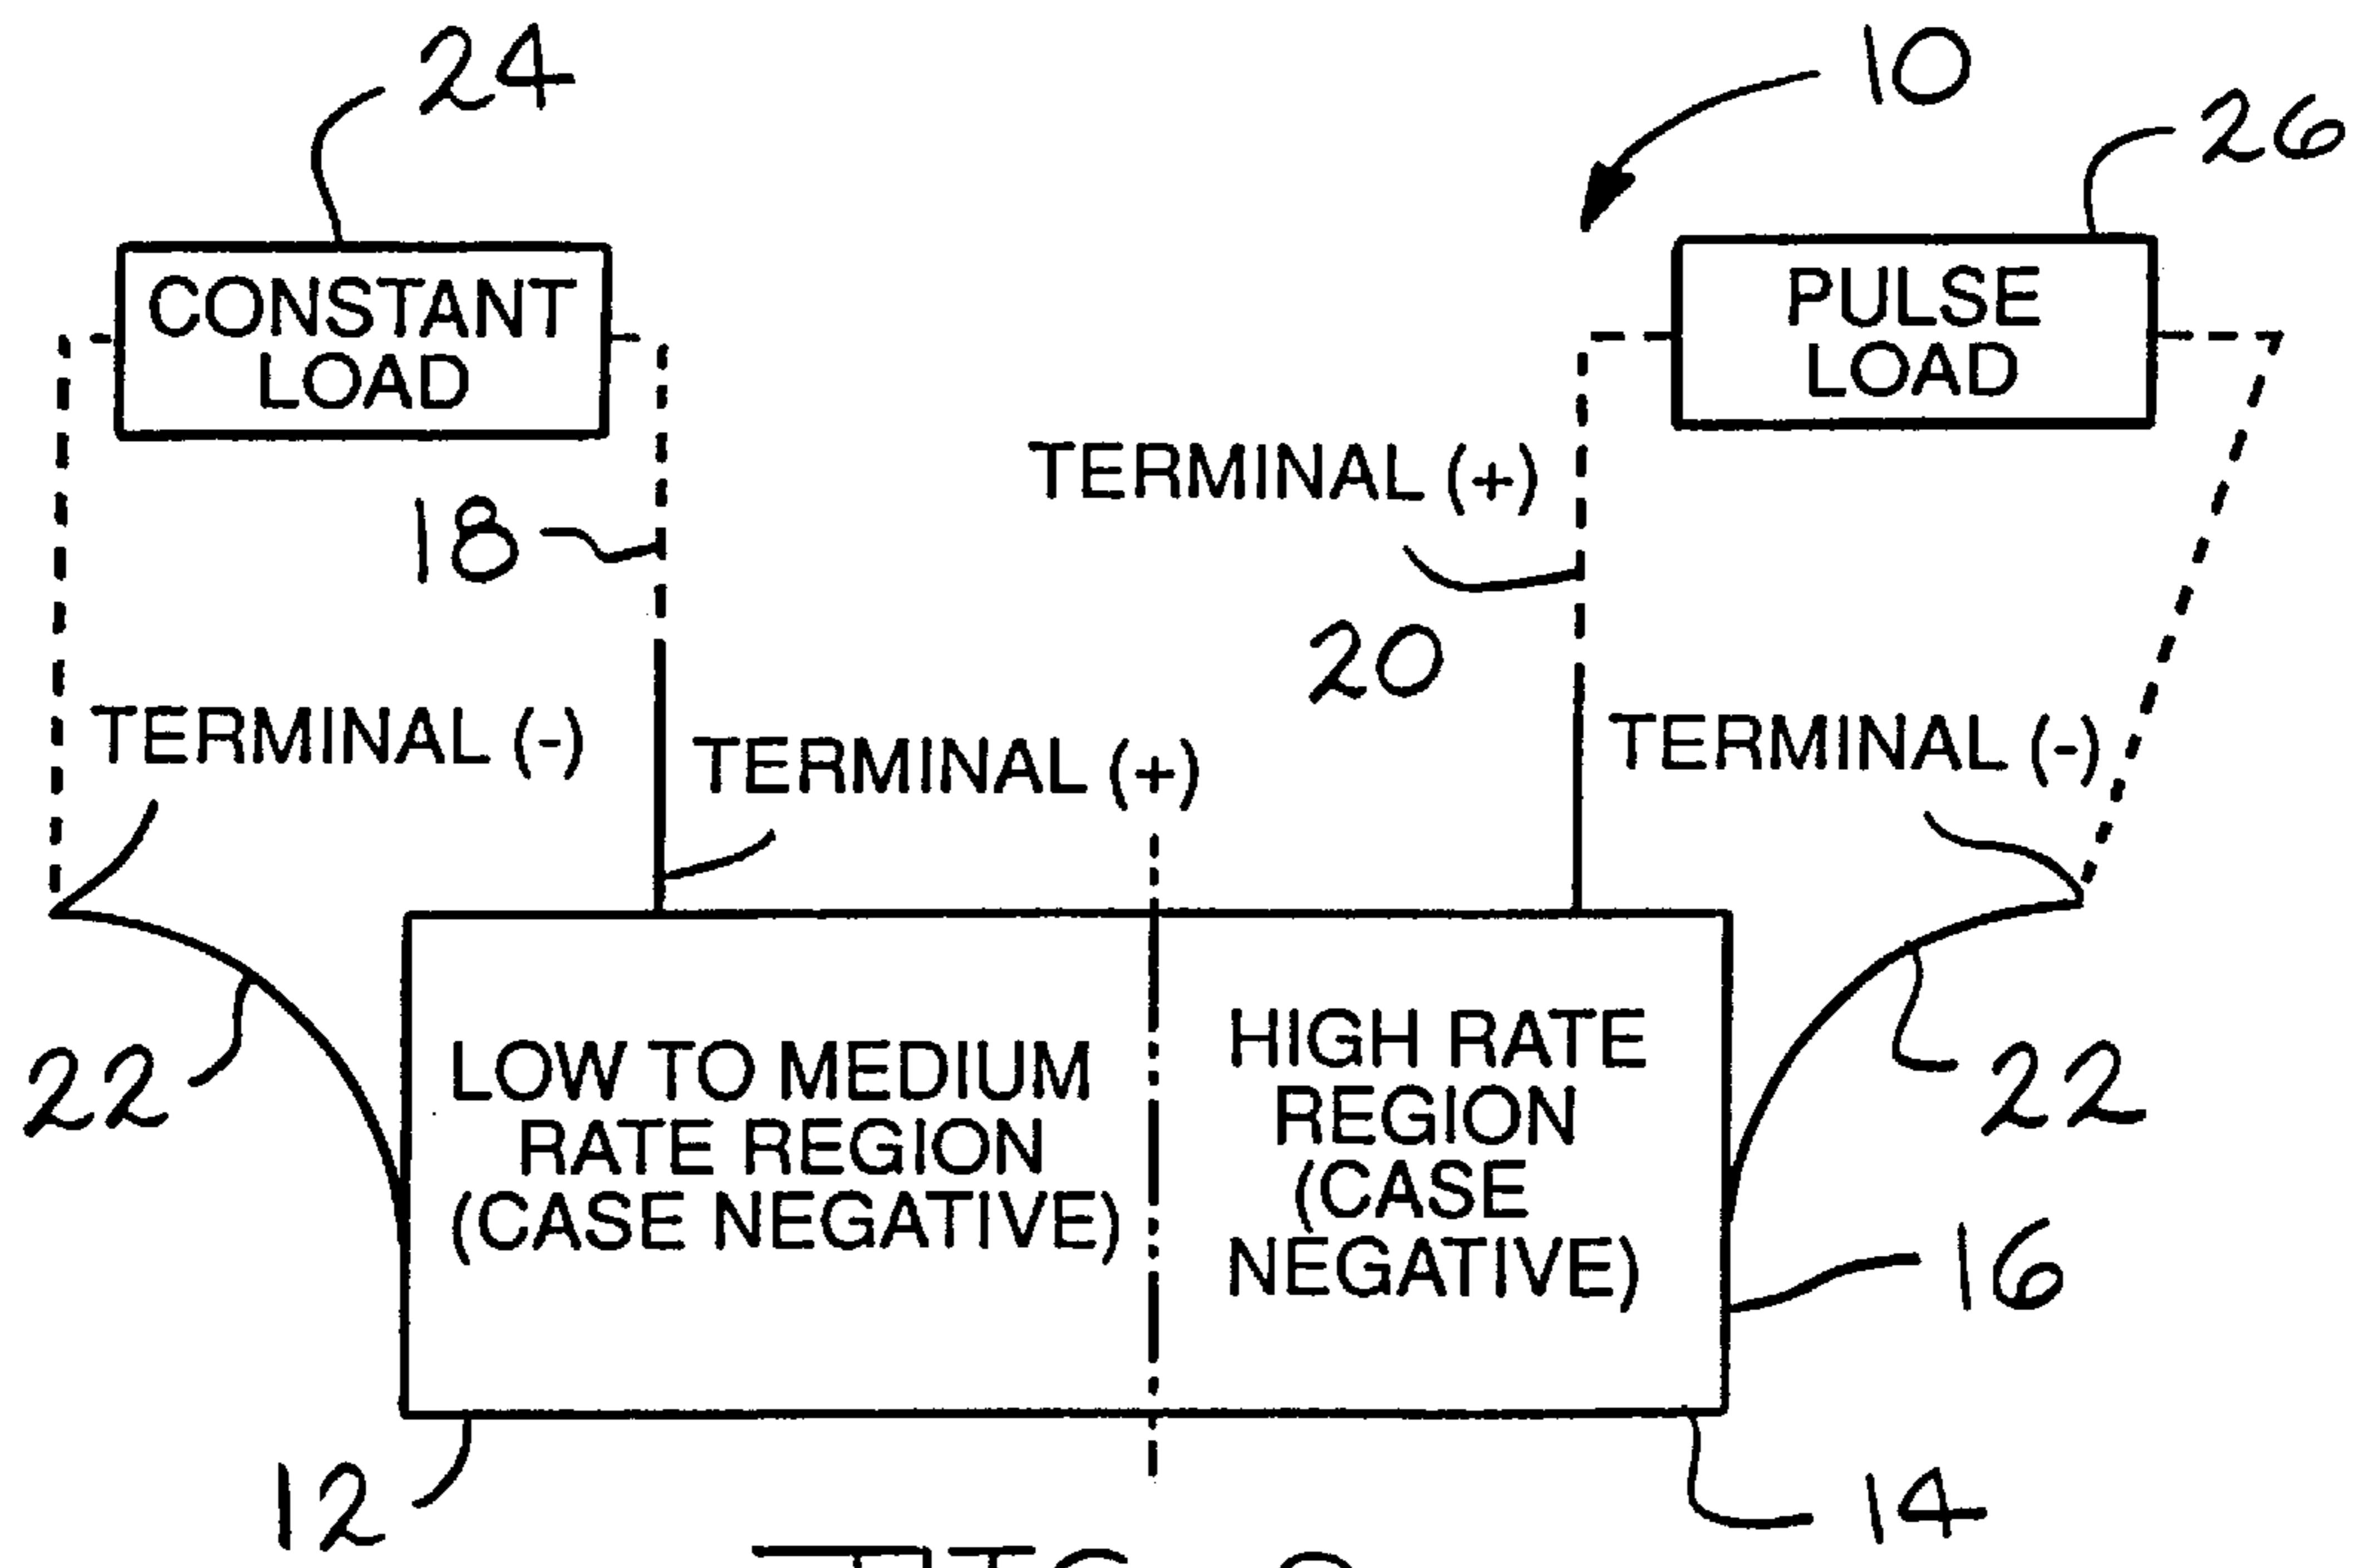 24
10
26
CONSTANT
LOAD
PULSE
LOAD
TERMINAL (+)
18
20
TERMINAL (-)
TERMINAL (+)
TERMINAL (-)
LOW TO MEDIUM
RATE REGION
(CASE NEGATIVE)
HIGH RATE
REGION
(CASE
NEGATIVE)
22
22
16
12
14